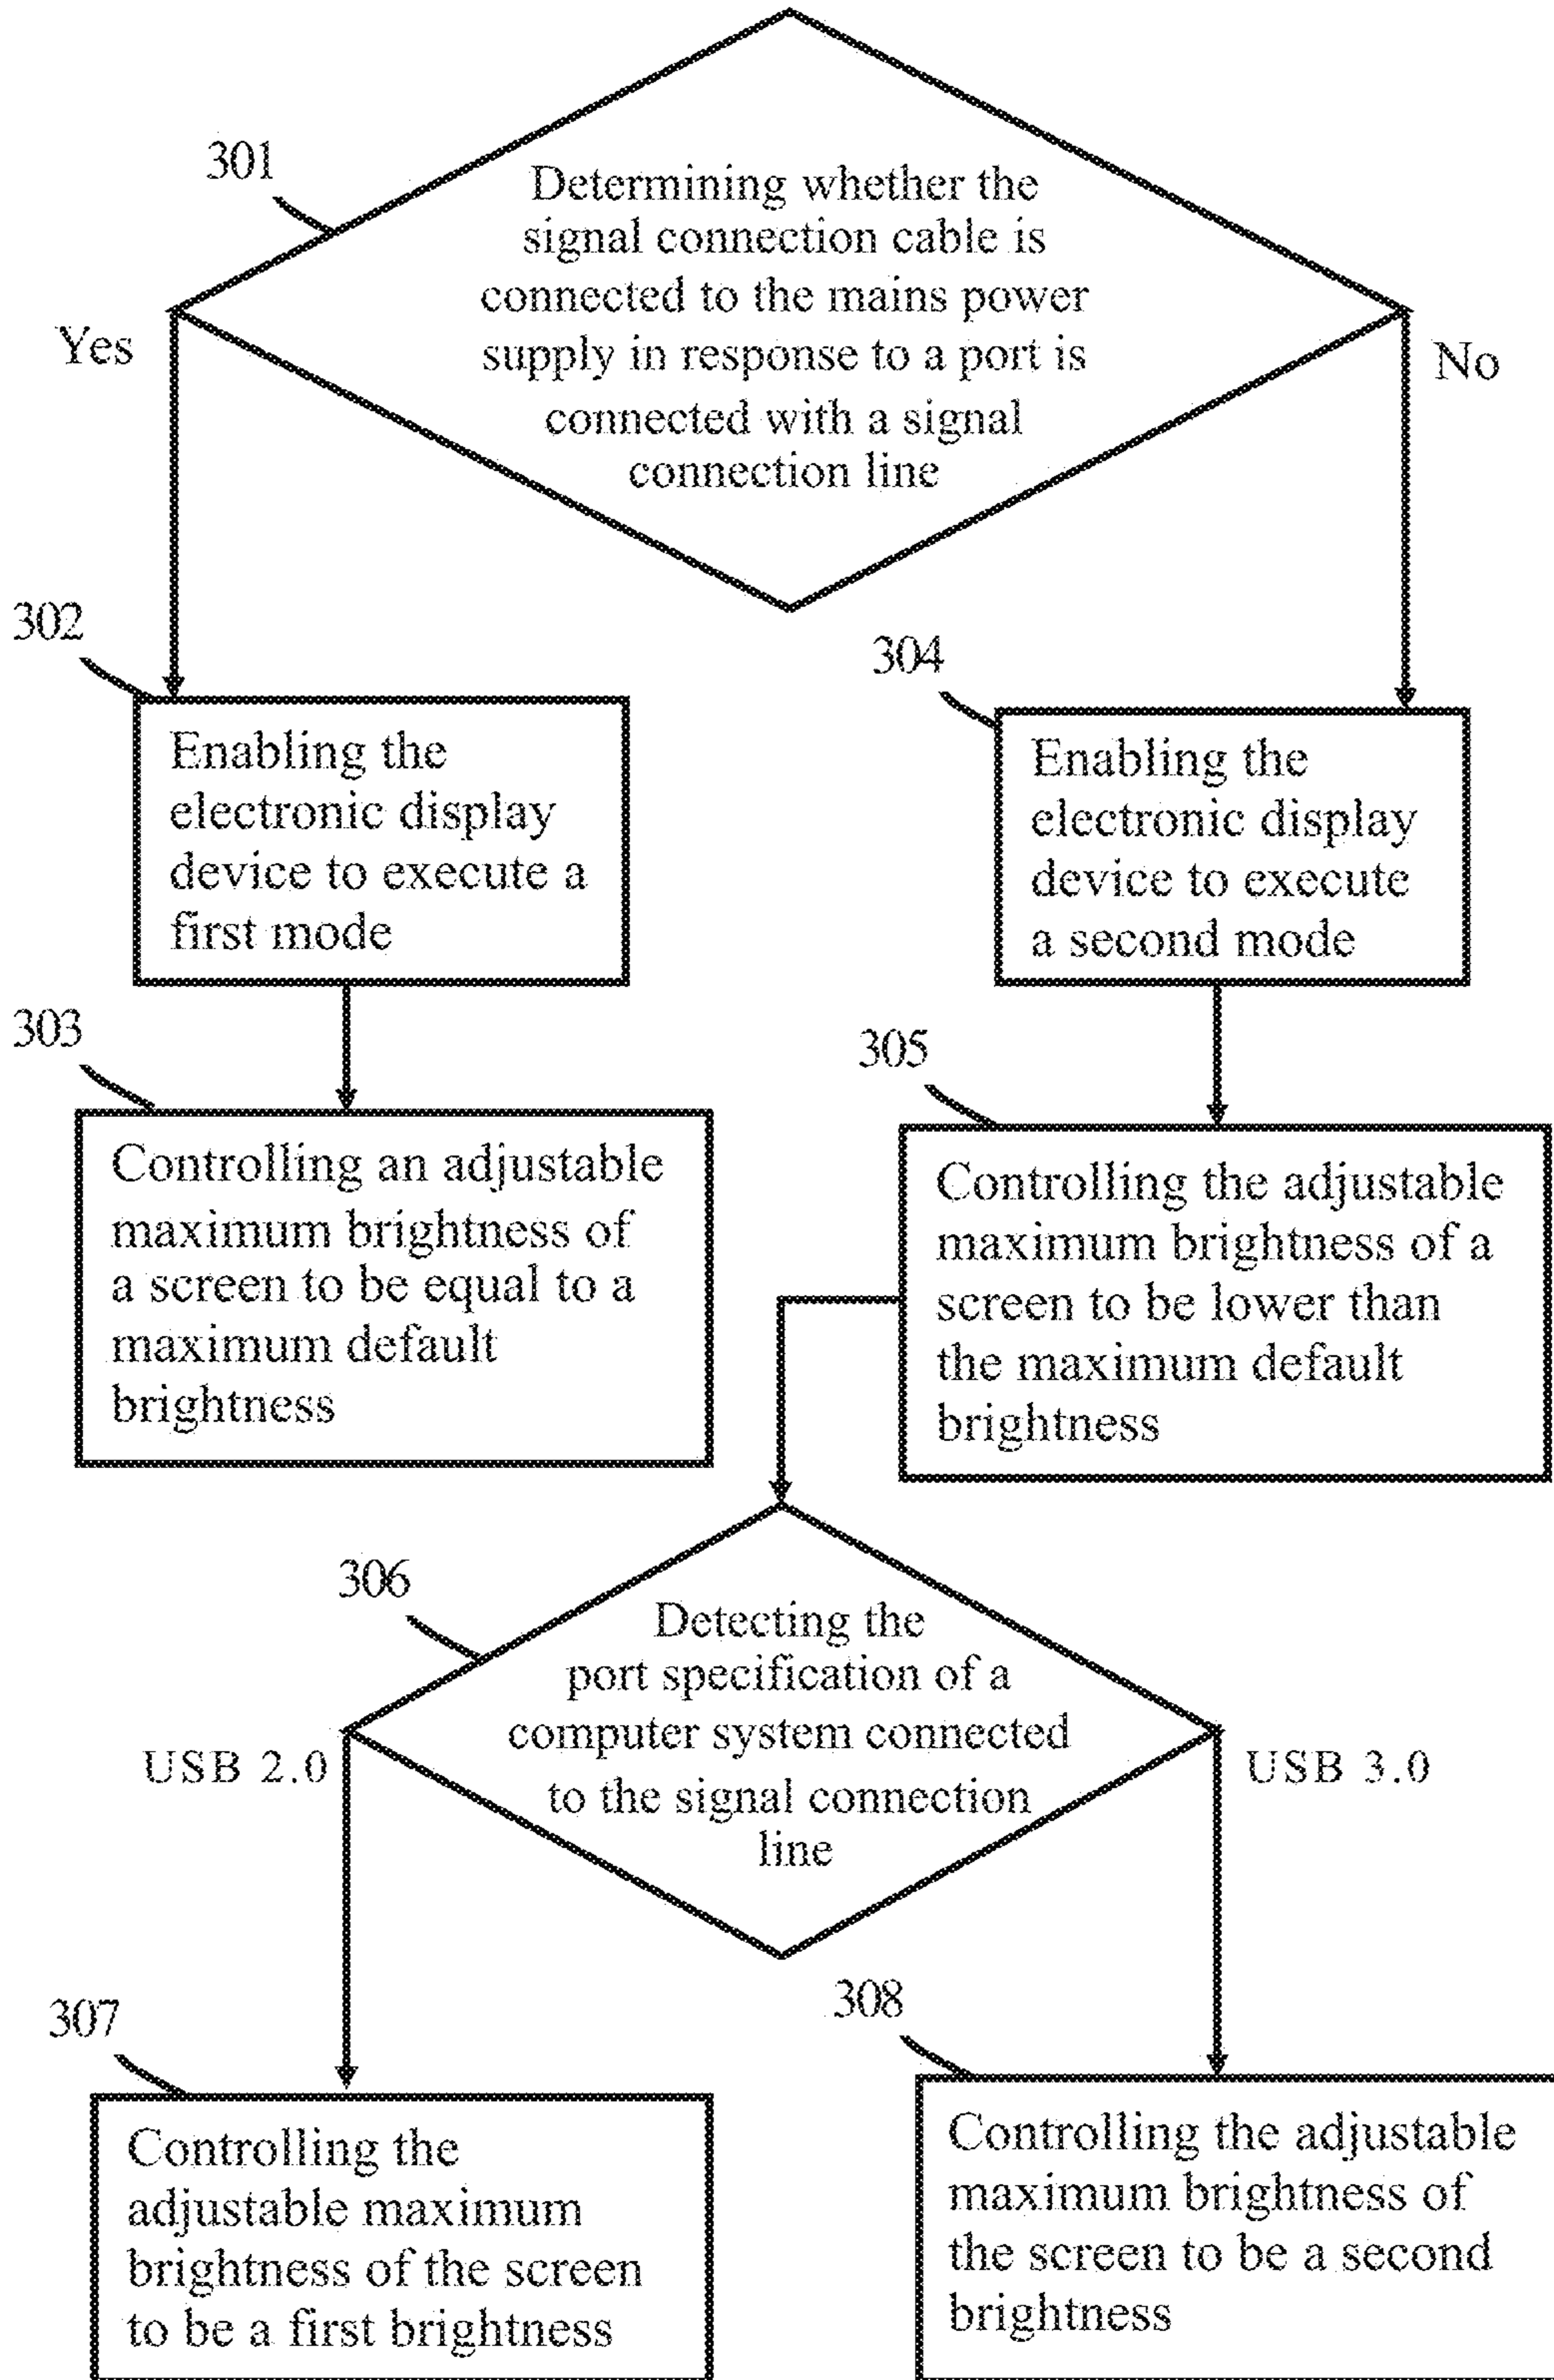 301
Determining whether the
signal connection cable is
connected to the mains power
supply in response to a port is
connected with a signal
connection line
Yes
No
302
Enabling the
electronic display
device to execute a
first mode
304
Enabling the
electronic display
device to execute
a second mode
303
Controlling an adjustable
maximum brightness of
a screen to be equal to a
maximum default
brightness
305
Controlling the adjustable
maximum brightness of a
screen to be lower than
the maximum default
brightness
306
Detecting the
port specification of a
computer system connected
to the signal connection
line
USB 2.0
USB 3.0
307
Controlling the
adjustable maximum
brightness of the screen
to be a first brightness
308
Controlling the adjustable
maximum brightness of
the screen to be a second
brightness